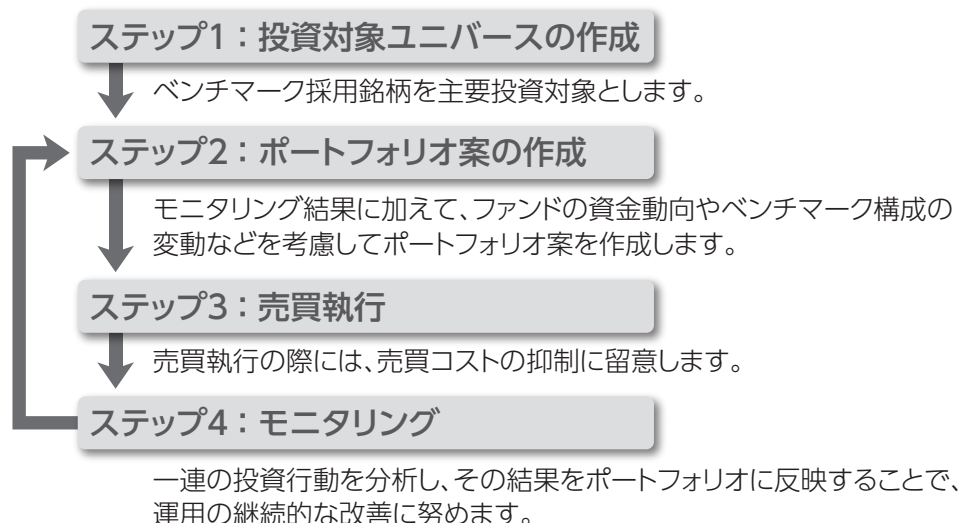 ステップ1：投資対象ユニバースの作成
ベンチマーク採用銘柄を主要投資対象とします。
ステップ2：ポートフォリオ案の作成
モニタリング結果に加えて、ファンドの資金動向やベンチマーク構成の
変動などを考慮してポートフォリオ案を作成します。
ステップ3：売買執行
売買執行の際には、売買コストの抑制に留意します。
ステップ4：モニタリング
一連の投資行動を分析し、その結果をポートフォリオに反映することで、
運用の継続的な改善に努めます。